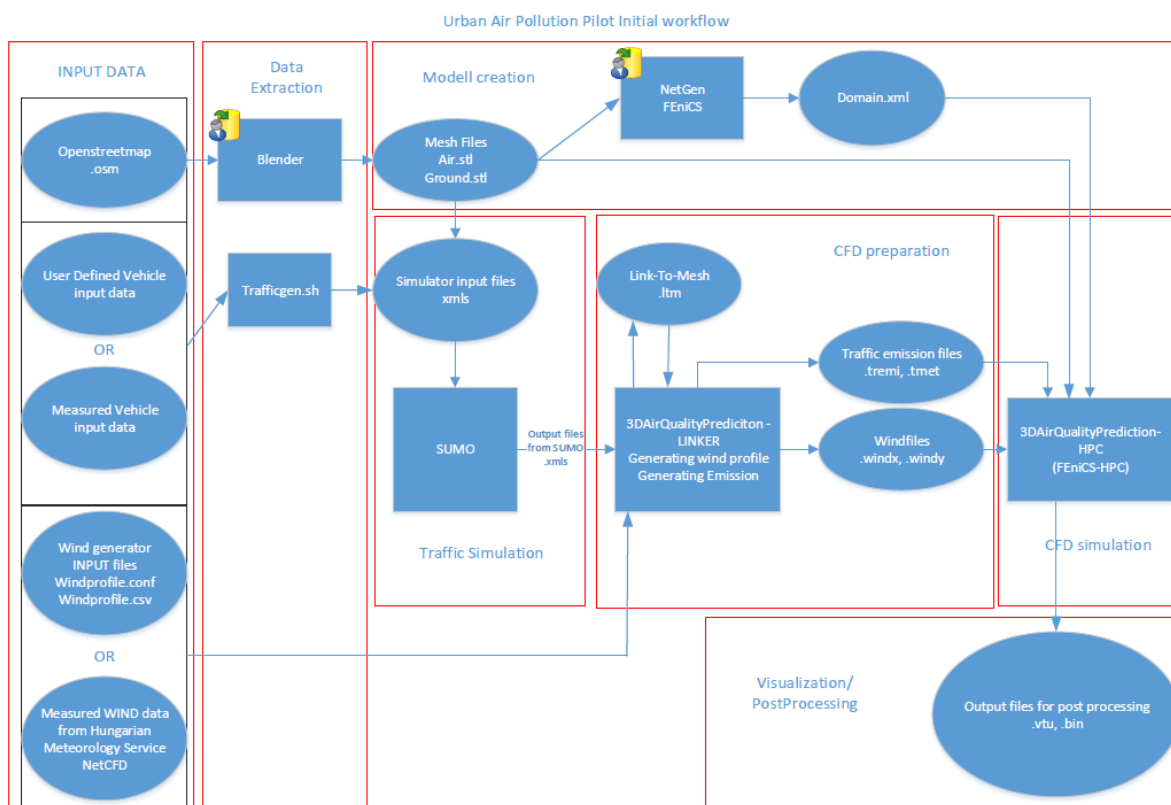 Urban Air Pollution Pilot Initial workflow
INPUT DATA
Openstreetmap
.osm
User Defined Vehicle
input data
OR
Measured Vehicle
input data
Wind generator
INPUT files
Windprofile.conf
Windprofile.csv
OR
Measured WIND data
from Hungarian
Meteorology Service
NetCFD
Data
Extraction
Blender
Trafficgen.sh
Modell creation
Mesh Files
Air.stl
Ground.stl
NetGen
FEniCS
Domain.xml
Simulator input files
xmls
SUMO
Output files
from SUMO
.xmls
Traffic Simulation
CFD preparation
Link-To-Mesh
.ltm
3DAirQualityPrediciton -
LINKER
Generating wind profile
Generating Emission
Traffic emission files
.tremi, .tmet
Windfiles
.windx, .windy
3DAirQualityPrediction-
HPC
(FEniCS-HPC)
CFD simulation
Visualization/
PostProcessing
Output files for post processing
.vtu, .bin